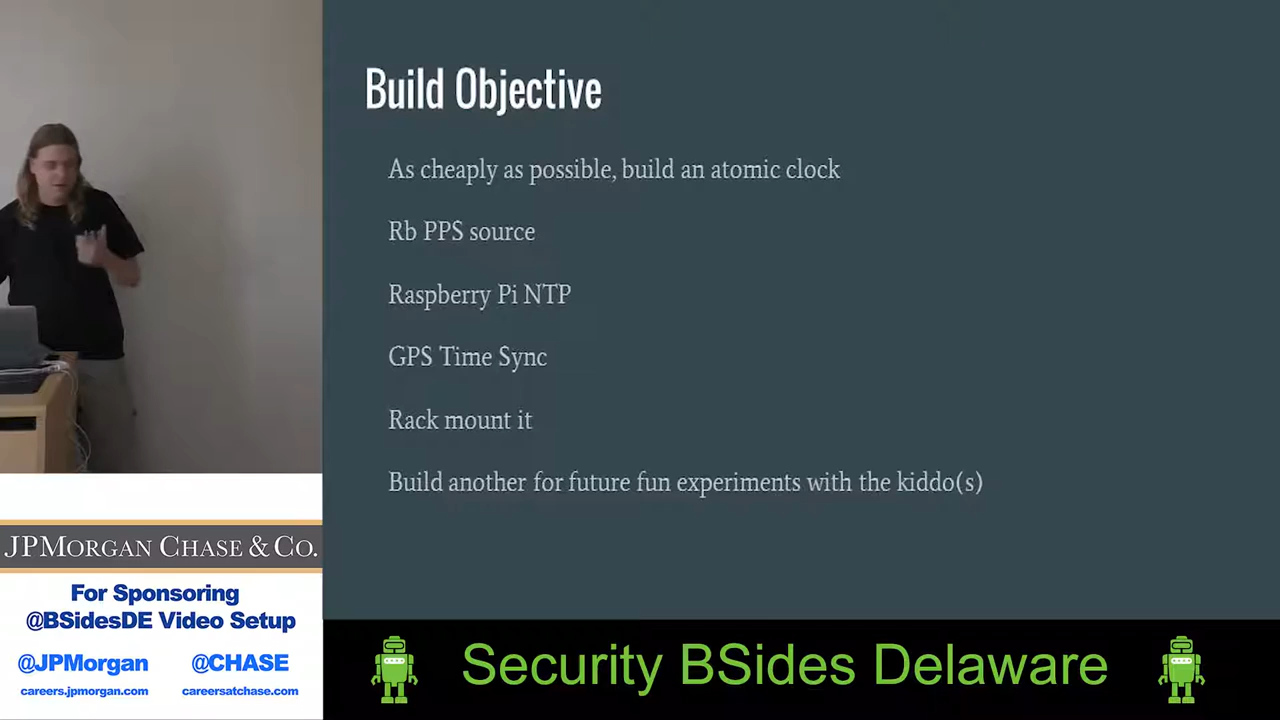 Build Objective
As cheaply as possible, build an atomic clock
Rb PPS source
Raspberry Pi NTP
GPS Time Sync
Rack mount it
Build another for future fun experiments with the kiddo(s)
JPMORGAN CHASE & CO.
For Sponsoring
@BSidesDE Video Setup
@JPMorgan @CHASE
careers.jpmorgan.com careersatchase.com
Security BSides Delaware